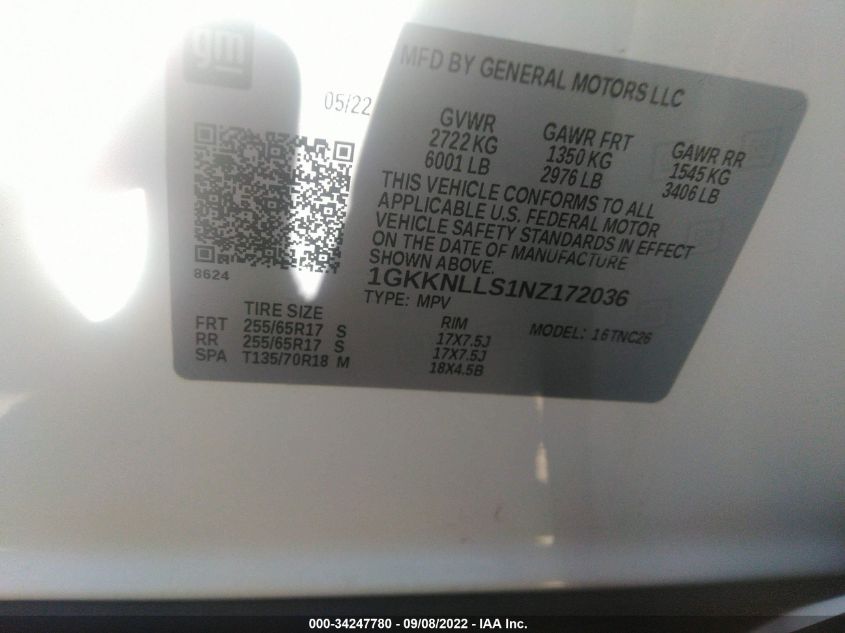 gm
MFD BY GENERAL MOTORS LLC
05/22
GVWR
2722 KG
6001 LB
GAWR FRT
1350 KG
2976 LB
GAWR RR
1545 KG
3406 LB
THIS VEHICLE CONFORMS TO ALL
APPLICABLE U.S. FEDERAL MOTOR
VEHICLE SAFETY STANDARDS IN EFFECT
ON THE DATE OF MANUFACTURE
SHOWN ABOVE.
8624
1GKKNLLS1NZ172036
TYPE: MPV
MODEL: 16TNC26
TIRE SIZE RIM
FRT 255/65R17 S 17X7.5J
RR 255/65R17 S 17X7.5J
SPA T135/70R18 M 18X4.5B
000-34247780 - 09/08/2022 - IAA Inc.